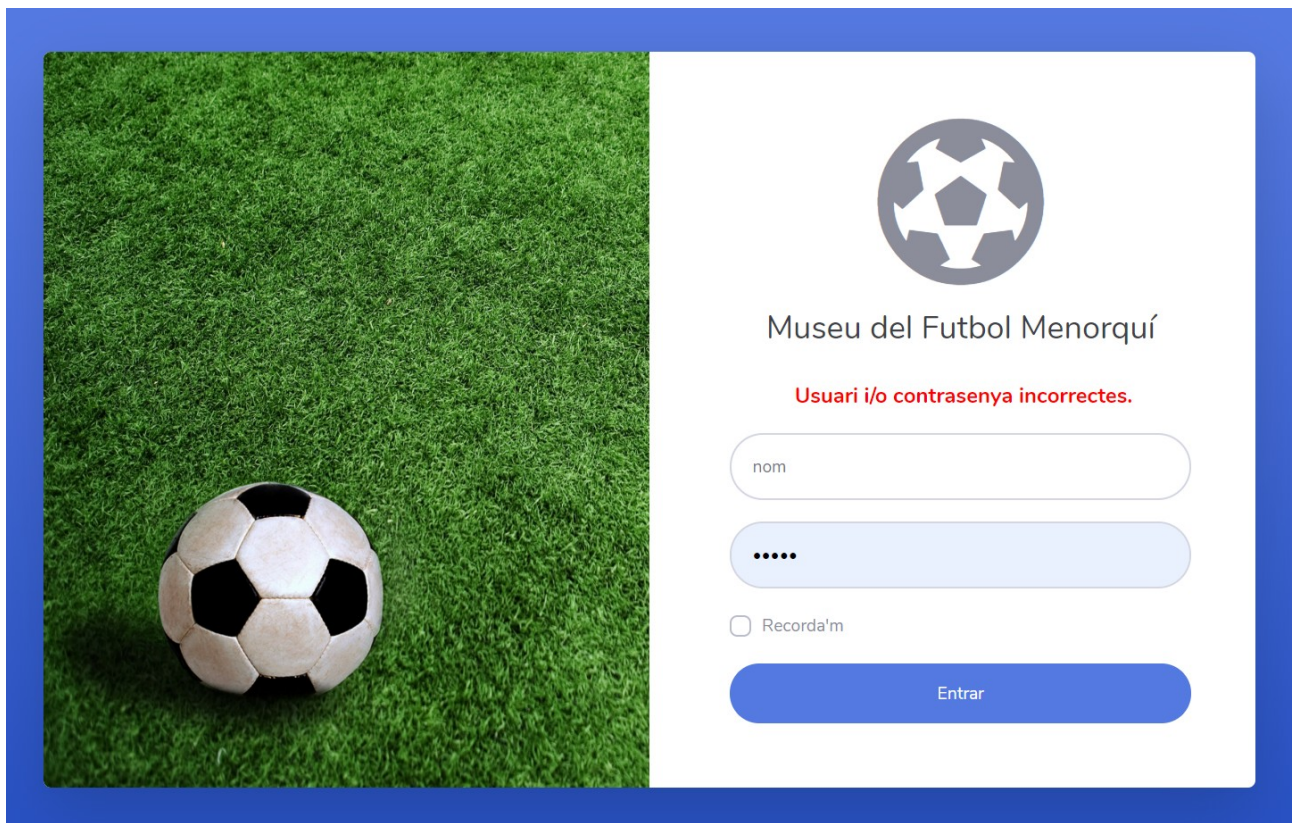 Museu del Futbol Menorquí
Usuari i/o contrasenya incorrectes.
nom
•••••
Recorda'm
Entrar